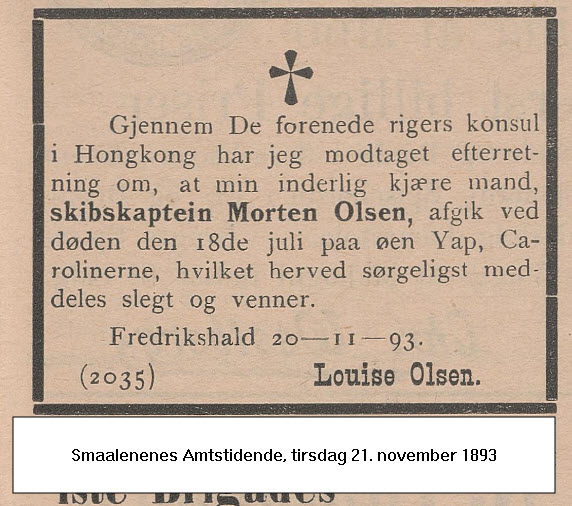 Gjennem De forenede rigers konsul
i Hongkong har jeg modtaget efterret-
ning om, at min inderlig kjære mand,
skibskaptein Morten Olsen, afgik ved
døden den 18de juli paa øen Yap, Ca-
rolinerne, hvilket herved sørgeligst med-
deles slegt og venner.
Fredrikshald 20—11—93.
(2035) Louise Olsen.
Smaalenenes Amtstidende, tirsdag 21. november 1893
1ste Brigades